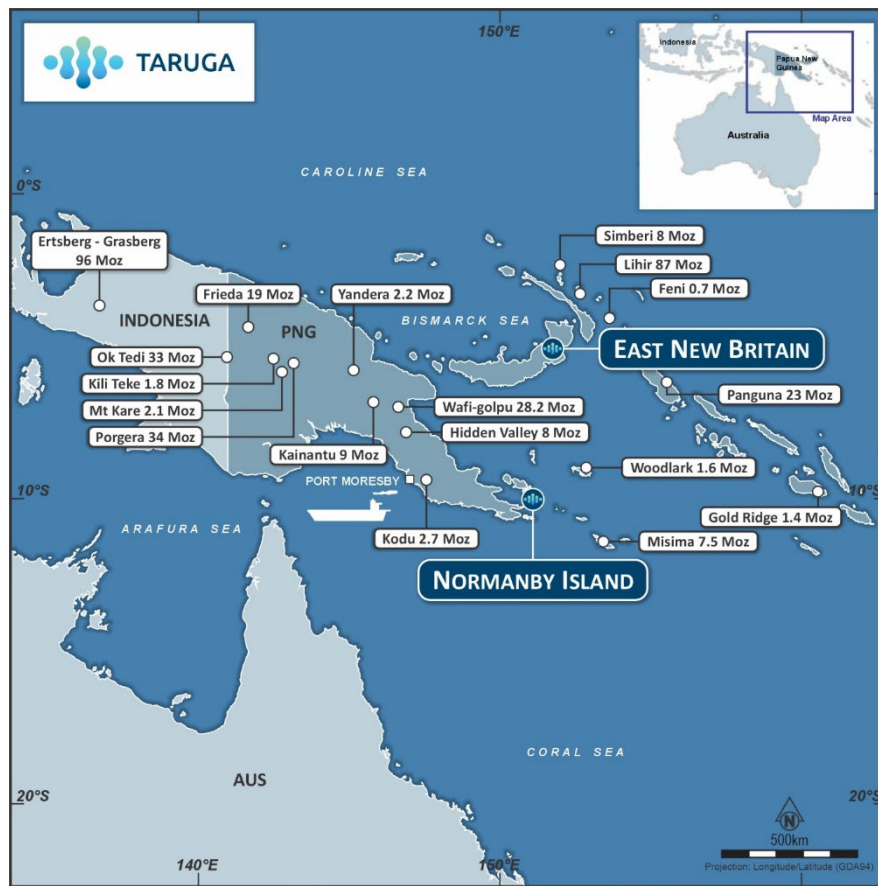 TARUGA
150°E
Indonesia
Papua New
Guinea
Map Area
Australia
CAROLINE SEA
0°S
0°
Ertsberg - Grasberg
96 Moz
Simberi 8 Moz
Lihir 87 Moz
Feni 0.7 Moz
Frieda 19 Moz
Yandera 2.2 Moz
INDONESIA
PNG
BISMARCK SEA
EAST NEW BRITAIN
Ok Tedi 33 Moz
Kili Teke 1.8 Moz
Mt Kare 2.1 Moz
Porgera 34 Moz
Panguna 23 Moz
Wafi-golpu 28.2 Moz
Hidden Valley 8 Moz
Kainantu 9 Moz
Woodlark 1.6 Moz
PORT MORESBY
10°S
10°S
Gold Ridge 1.4 Moz
ARAFURA SEA
Kodu 2.7 Moz
Misima 7.5 Moz
NORMANBY ISLAND
CORAL SEA
AUS
20°S
20°S
N
500km
Projection: Longitude/Latitude (GDA94)
140°E
150°E